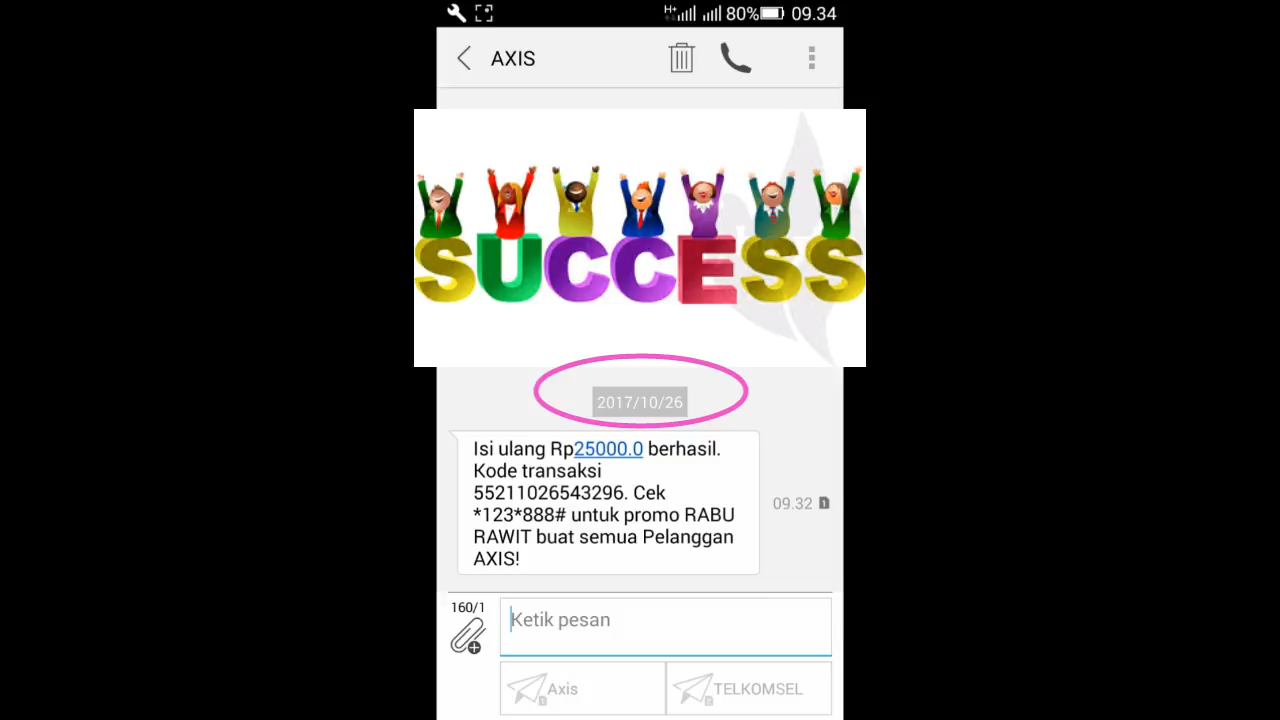 H+ 80% 09.34
AXIS
SUCCESS
2017/10/26
Isi ulang Rp25000.0 berhasil.
Kode transaksi
55211026543296. Cek
*123*888# untuk promo RABU
RAWIT buat semua Pelanggan
AXIS!
09.32 1
160/1
Ketik pesan
Axis
TELKOMSEL